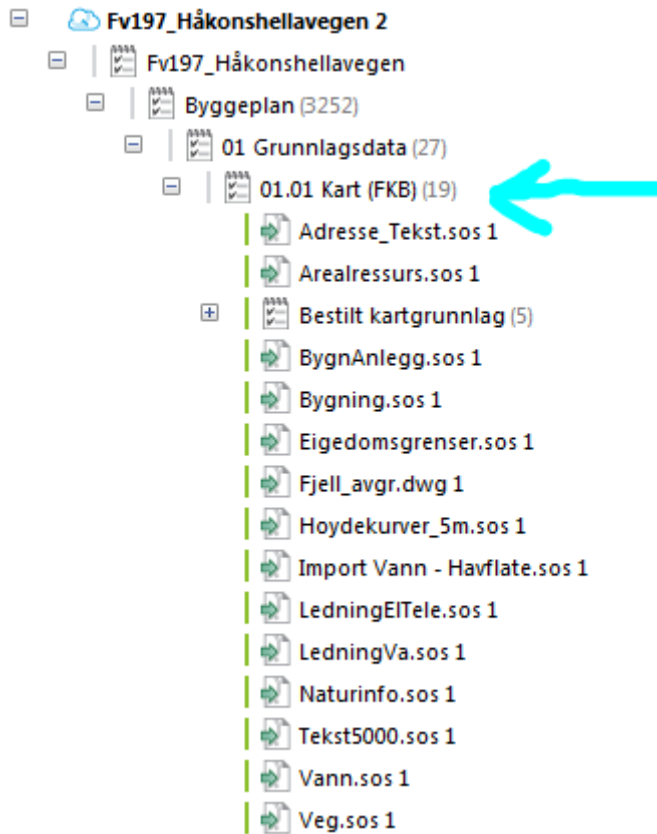 Fv197_Håkonshellavegen 2
Fv197_Håkonshellavegen
Byggeplan (3252)
01 Grunnlagsdata (27)
01.01 Kart (FKB) (19)
Adresse_Tekst.sos 1
Arealressurs.sos 1
Bestilt kartgrunnlag (5)
BygnAnlegg.sos 1
Bygning.sos 1
Eigedomsgrenser.sos 1
Fjell_avgr.dwg 1
Hoydekurver_5m.sos 1
Import Vann - Havflate.sos 1
LedningElTele.sos 1
LedningVa.sos 1
Naturinfo.sos 1
Tekst5000.sos 1
Vann.sos 1
Veg.sos 1